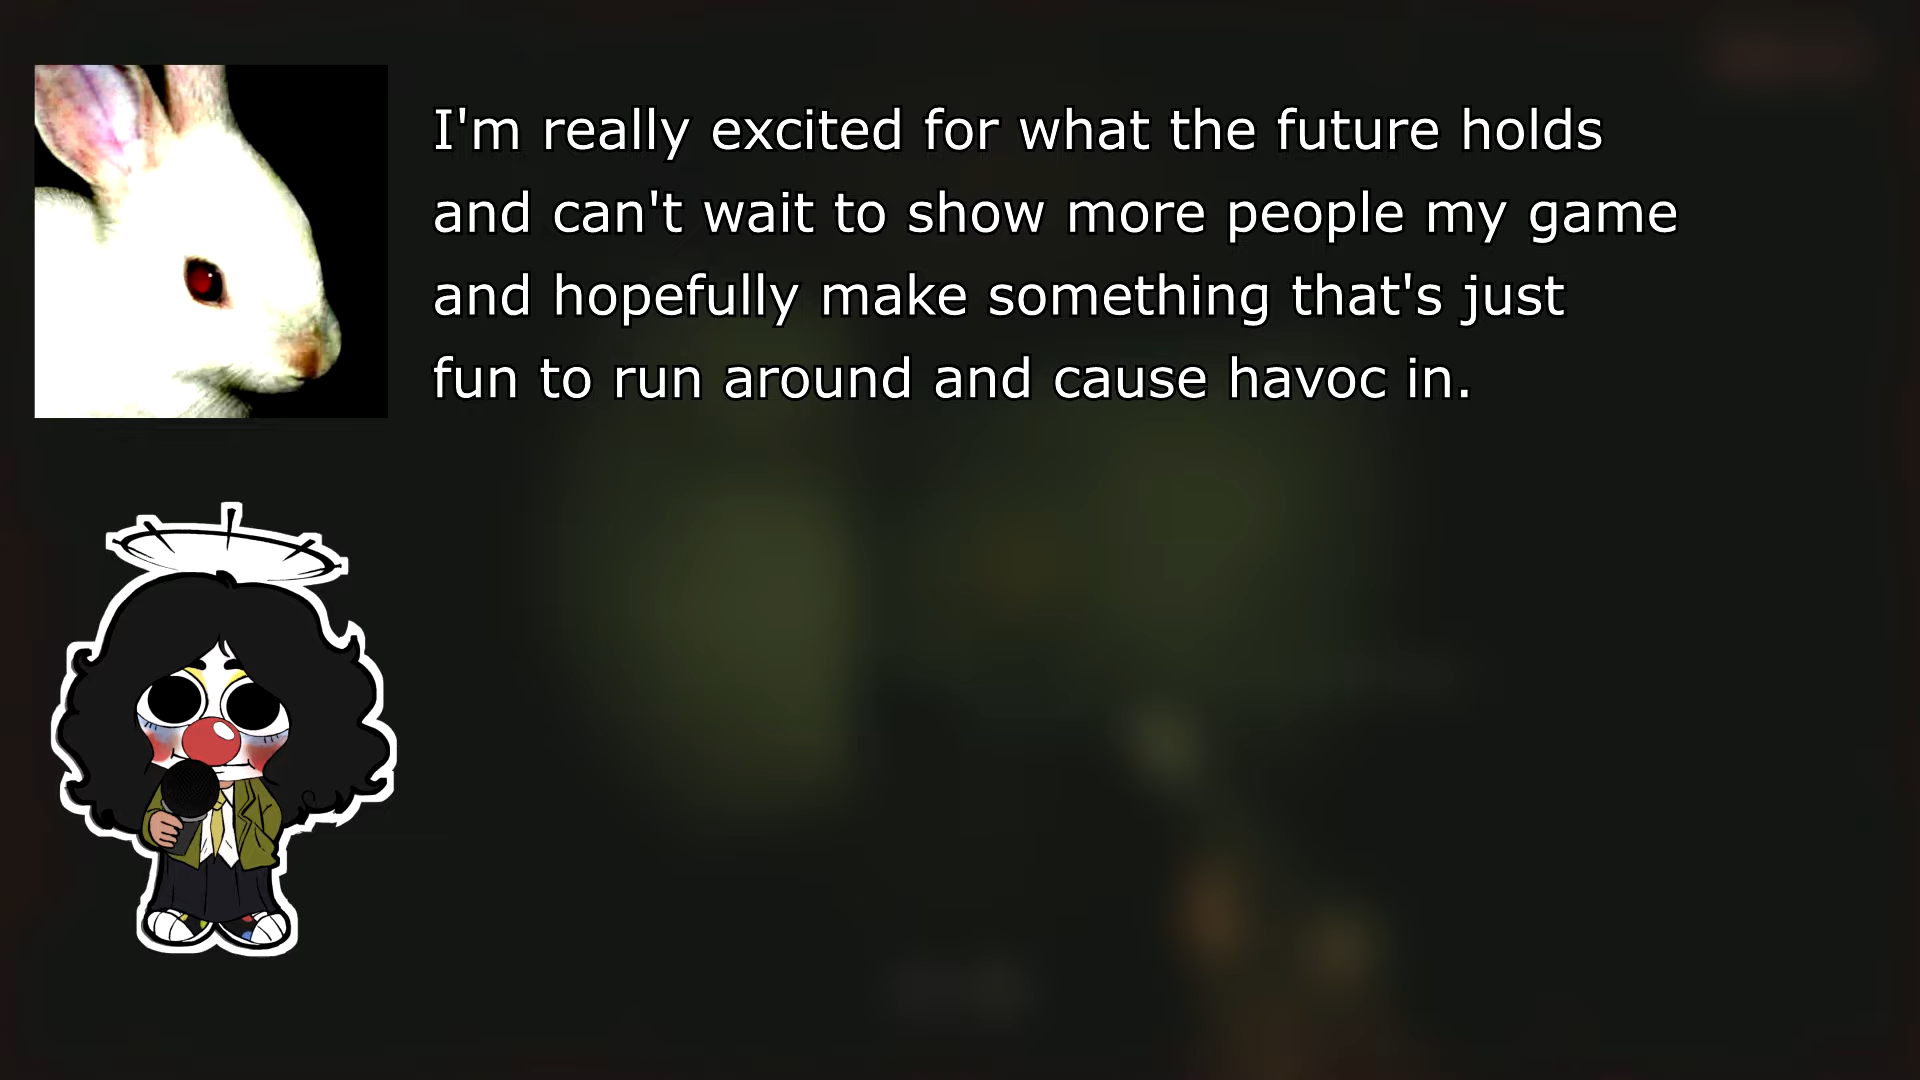 I'm really excited for what the future holds
and can't wait to show more people my game
and hopefully make something that's just
fun to run around and cause havoc in.